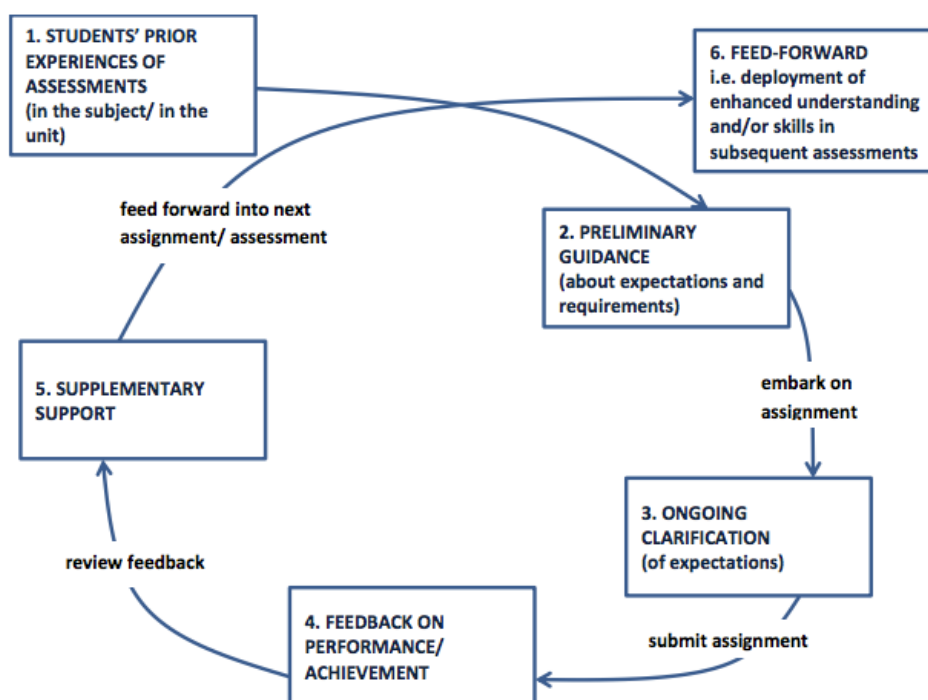 1. STUDENTS' PRIOR
EXPERIENCES OF
ASSESSMENTS
(in the subject/ in the
unit)
6. FEED-FORWARD
i.e. deployment of
enhanced understanding
and/or skills in
subsequent assessments
feed forward into next
assignment/ assessment
2. PRELIMINARY
GUIDANCE
(about expectations and
requirements)
embark on
assignment
5. SUPPLEMENTARY
SUPPORT
3. ONGOING
CLARIFICATION
(of expectations)
review feedback
4. FEEDBACK ON
PERFORMANCE/
ACHIEVEMENT
submit assignment